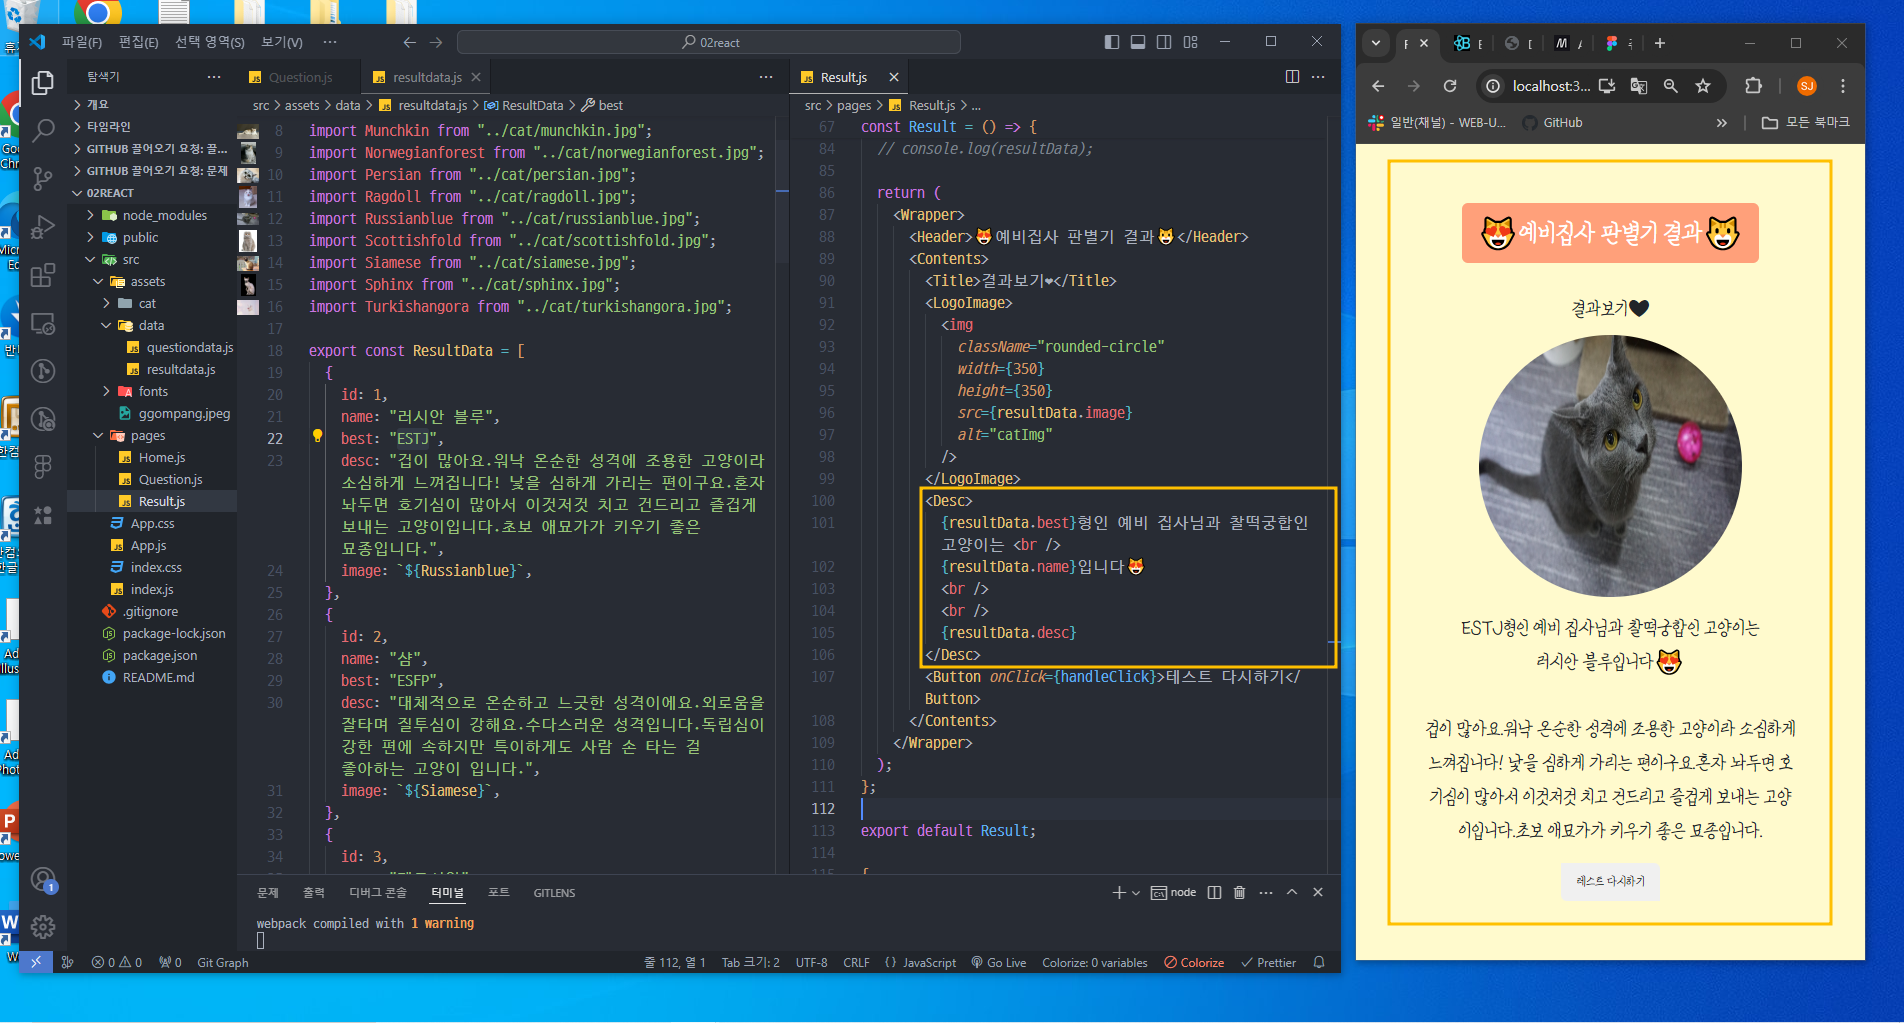 파일(F) 편집(E) 선택 영역(S) 보기(V) ···
02react
탐색기
개요
타임라인
GITHUB 끌어오기 요청: 끌...
GITHUB 끌어오기 요청: 문제
02REACT
node_modules
public
src
assets
cat
data
questiondata.js
resultdata.js
fonts
ggompang.jpeg
pages
Home.js
Question.js
Result.js
App.css
App.js
index.css
index.js
.gitignore
package-lock.json
package.json
README.md
Question.js resultdata.js
src > assets > data > resultdata.js > ResultData > best
8 import Munchkin from "../cat/munchkin.jpg";
9 import Norwegianforest from "../cat/norwegianforest.jpg";
10 import Persian from "../cat/persian.jpg";
11 import Ragdoll from "../cat/ragdoll.jpg";
12 import Russianblue from "../cat/russianblue.jpg";
13 import Scottishfold from "../cat/scottishfold.jpg";
14 import Siamese from "../cat/siamese.jpg";
15 import Sphinx from "../cat/sphinx.jpg";
16 import Turkishangora from "../cat/turkishangora.jpg";
17
18 export const ResultData = [
19 {
20 id: 1,
21 name: "러시안 블루",
22 best: "ESTJ",
23 desc: "겁이 많아요.워낙 온순한 성격에 조용한 고양이라
소심하게 느껴집니다! 낯을 심하게 가리는 편이구요.혼자
놔두면 호기심이 많아서 이것저것 치고 건드리고 즐겁게
보내는 고양이입니다.초보 애묘가가 키우기 좋은
묘종입니다.",
24 image: `${Russianblue}`,
25 },
26 {
27 id: 2,
28 name: "샴",
29 best: "ESFP",
30 desc: "대체적으로 온순하고 느긋한 성격이에요.외로움을
잘타며 질투심이 강해요.수다스러운 성격입니다.독립심이
강한 편에 속하지만 특이하게도 사람 손 타는 걸
좋아하는 고양이 입니다.",
31 image: `${Siamese}`,
32 },
33 {
34 id: 3,
Result.js
src > pages > Result.js > ...
67 const Result = () => {
84 // console.log(resultData);
85
86 return (
87 <Wrapper>
88 <Header>😻예비집사 판별기 결과🐱</Header>
89 <Contents>
90 <Title>결과보기❤</Title>
91 <LogoImage>
92 <img
93 className="rounded-circle"
94 width={350}
95 height={350}
96 src={resultData.image}
97 alt="catImg"
98 />
99 </LogoImage>
100 <Desc>
101 {resultData.best}형인 예비 집사님과 찰떡궁합인
고양이는 <br />
102 {resultData.name}입니다😻
103 <br />
104 <br />
105 {resultData.desc}
106 </Desc>
107 <Button onClick={handleClick}>테스트 다시하기</
Button>
108 </Contents>
109 </Wrapper>
110 );
111 };
112
113 export default Result;
114
115 {
문제 출력 디버그 콘솔 터미널 포트 GITLENS
node
webpack compiled with 1 warning
0 0 0 Git Graph
줄 112, 열 1 Tab 크기: 2 UTF-8 CRLF {} JavaScript Go Live Colorize: 0 variables Colorize Prettier
localhost:3...
SJ
일반(채널) - WEB-U... GitHub » 모든 북마크
😻예비집사 판별기 결과🐱
결과보기🖤
ESTJ형인 예비 집사님과 찰떡궁합인 고양이는
러시안 블루입니다😻
겁이 많아요.워낙 온순한 성격에 조용한 고양이라 소심하게
느껴집니다! 낯을 심하게 가리는 편이구요.혼자 놔두면 호
기심이 많아서 이것저것 치고 건드리고 즐겁게 보내는 고양
이입니다.초보 애묘가가 키우기 좋은 묘종입니다.
테스트 다시하기